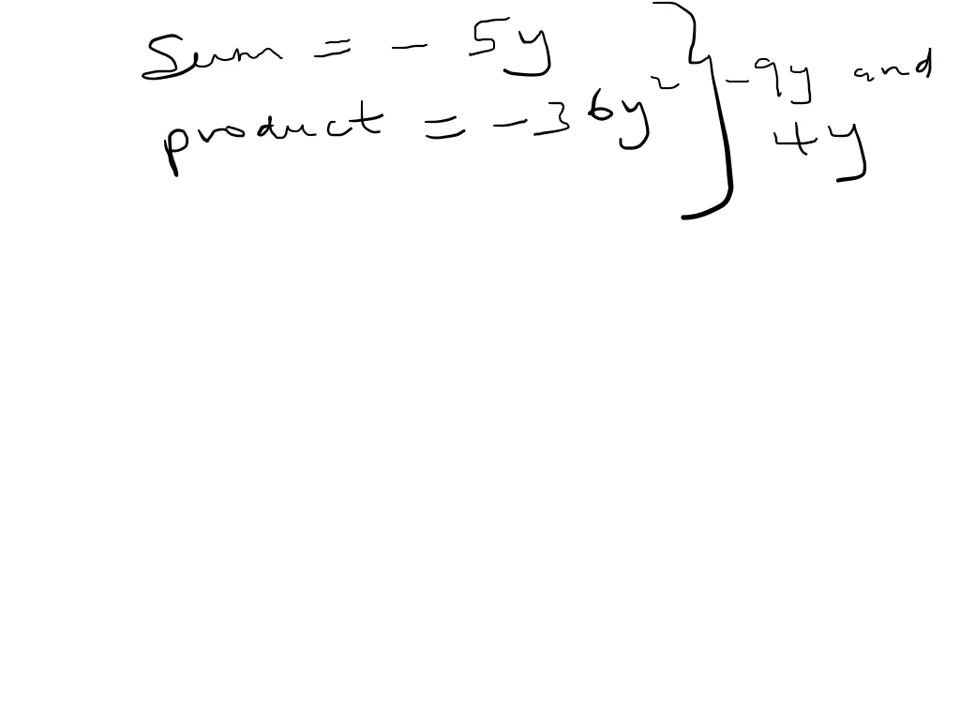 Sum = - 5y
product = -36y²
} -9y and
4y